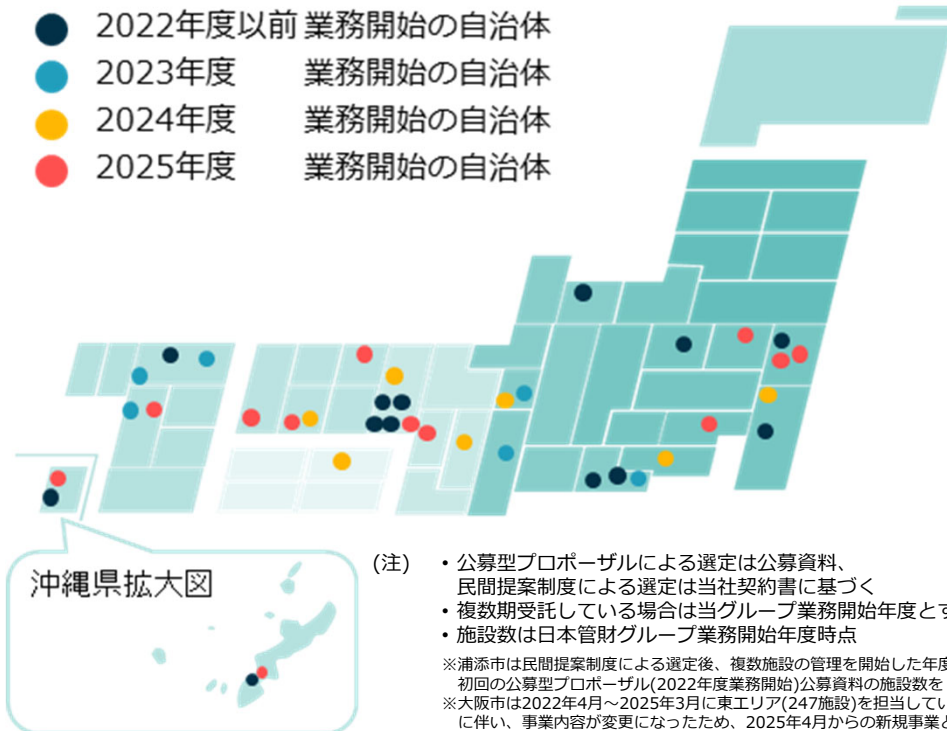 2022年度以前 業務開始の自治体
2023年度 業務開始の自治体
2024年度 業務開始の自治体
2025年度 業務開始の自治体
沖縄県拡大図
(注) ・公募型プロポーザルによる選定は公募資料、
民間提案制度による選定は当社契約書に基づく
・複数期受託している場合は当グループ業務開始年度とす
・施設数は日本管財グループ業務開始年度時点
※浦添市は民間提案制度による選定後、複数施設の管理を開始した年度
初回の公募型プロポーザル(2022年度業務開始)公募資料の施設数を
※大阪市は2022年4月～2025年3月に東エリア(247施設)を担当してい
に伴い、事業内容が変更になったため、2025年4月からの新規事業と